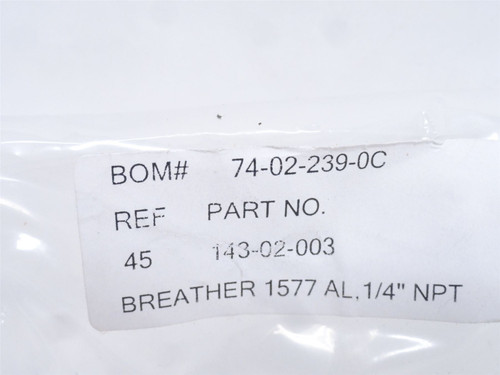 BOM# 74-02-239-0C
REF PART NO.
45 143-02-003
BREATHER 1577 AL,1/4" NPT